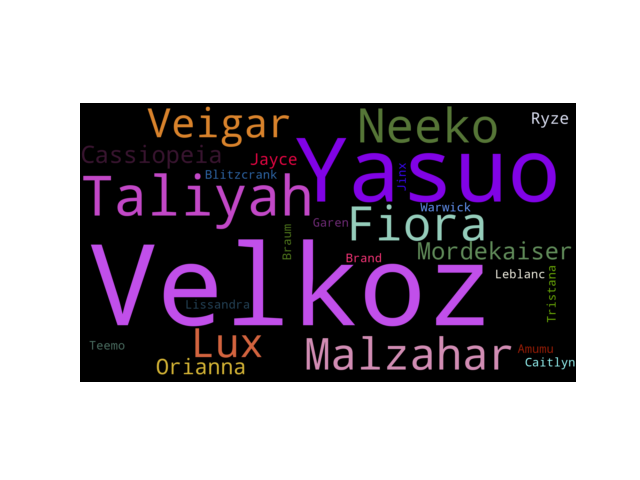 Veigar
Neeko
Ryze
Cassiopeia
Jayce
Yasuo
Blitzcrank
Jinx
Taliyah
Warwick
Garen
Fiora
Braum
Mordekaiser
Brand
Velkoz
Leblanc
Tristana
Lissandra
Teemo
Lux
Malzahar
Amumu
Orianna
Caitlyn